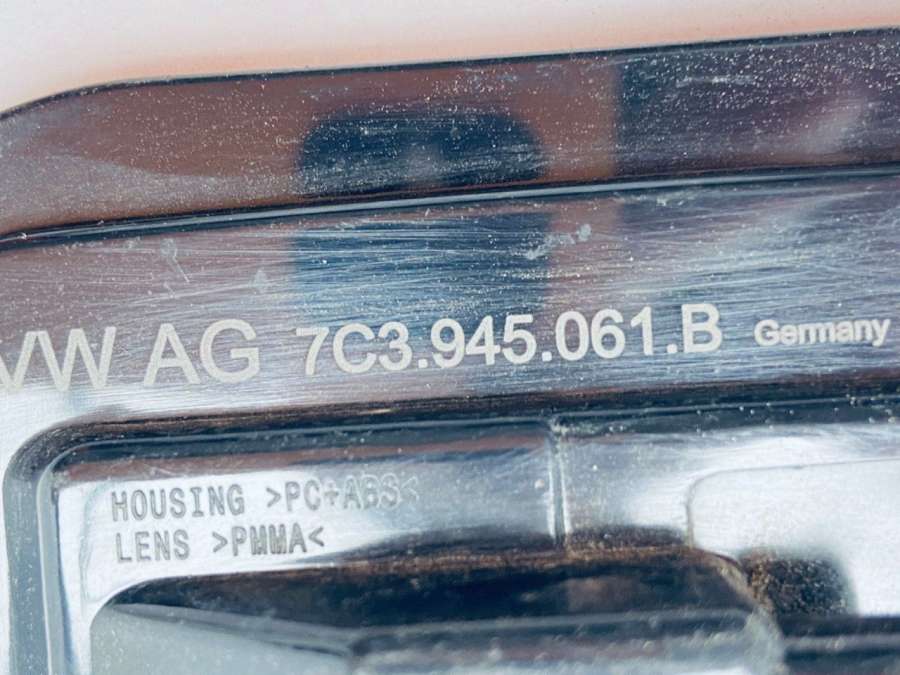 VW AG 7C3.945.061.B Germany
HOUSING >PC+ABS<
LENS >PMMA<